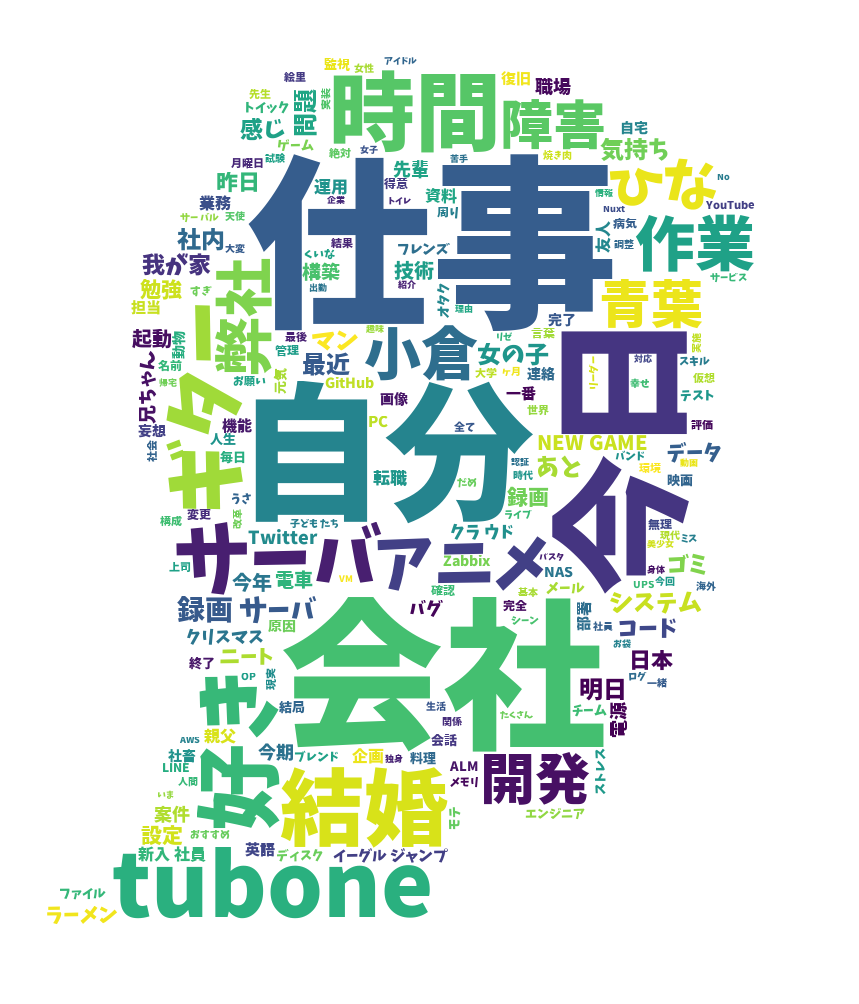 アイドル
監視
女性
絵里
復旧
職場
先生
トイック
実装
問題
時間
障害
感じ
ゲーム
自宅
絶対
女子
苦手
焼き肉
気持ち
月曜日
試験
先輩
ひな
No
昨日
運用
得意
資料
情報
業務
企業
トイレ
周り
Nuxt
YouTube
サーバル
天使
仕事
友人
病気
作業
社内
大変
結果
フレンズ
調整
くいな
我が家
構築
技術
サービス
勉強
すぎ
出勤
紹介
オタク
青葉
担当
弊社
理由
完了
起動
動物
最後
マン
趣味
小倉
リゼ
言葉
今日
実施
管理
女の子
兄ちゃん
名前
最近
大学
ヶ月
連絡
リーダー
対応
スキル
帰宅
お願い
元気
GitHub
幸せ
仮想
ギター
画像
一番
テスト
妄想
機能
自分
PC
世界
評価
社会
人生
全て
NEW GAME
データ
毎日
バンド
認証
あと
環境
動画
転職
時代
映画
うさ
だめ
録画
構成
変更
改革
子どもたち
ライブ
無理
Twitter
クラウド
現代
ミス
サーバ
アニメ
美少女
上司
Zabbix
バスタ
NAS
身体
ゴミ
今年
電車
VM
確認
基本
メール
UPS
今回
海外
録画 サーバ
バグ
完全
システム
クリスマス
原因
シーン
部署
社員
コード
会社
お袋
終了
ニート
日本
好き
OP
現実
ログ
一緒
明日
結局
生活
たくさん
チーム
電源
関係
AWS
親父
会話
社畜
今期
ブレンド
企画
独身
料理
LINE
ALM
開発
ストレス
人間
メモリ
いま
結婚
案件
モテ
エンジニア
設定
おすすめ
英語
新入 社員
ディスク
イーグル ジャンプ
tubone
ファイル
ラーメン